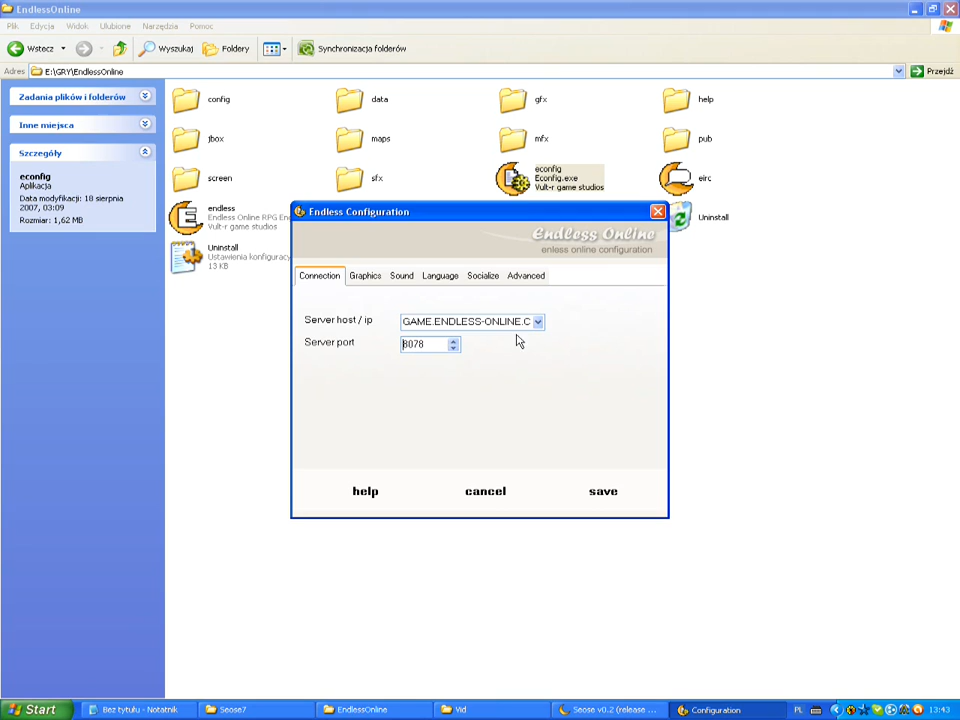 EndlessOnline
Plik Edycja Widok Ulubione Narzędzia Pomoc
Wstecz Wyszukaj Foldery Synchronizacja folderów
Adres E:\GRY\EndlessOnline Przejdź
Zadania plików i folderów
Inne miejsca
Szczegóły
econfig
Aplikacja
Data modyfikacji: 18 sierpnia
2007, 03:09
Rozmiar: 1,62 MB
config data gfx help
jbox maps mfx pub
screen sfx
econfig
Econfig.exe
Vult-r game studios
eirc
endless
Endless Online RPG En
Vult-r game studios
Uninstall
Uninstall
Ustawienia konfiguracy
13 KB
Endless Configuration
Endless Online
enless online configuration
Connection Graphics Sound Language Socialize Advanced
Server host / ip GAME.ENDLESS-ONLINE.C
Server port 8078
help cancel save
Start Bez tytułu - Notatnik Seose7 EndlessOnline Vid Seose v0.2 (release ... Configuration PL 13:43